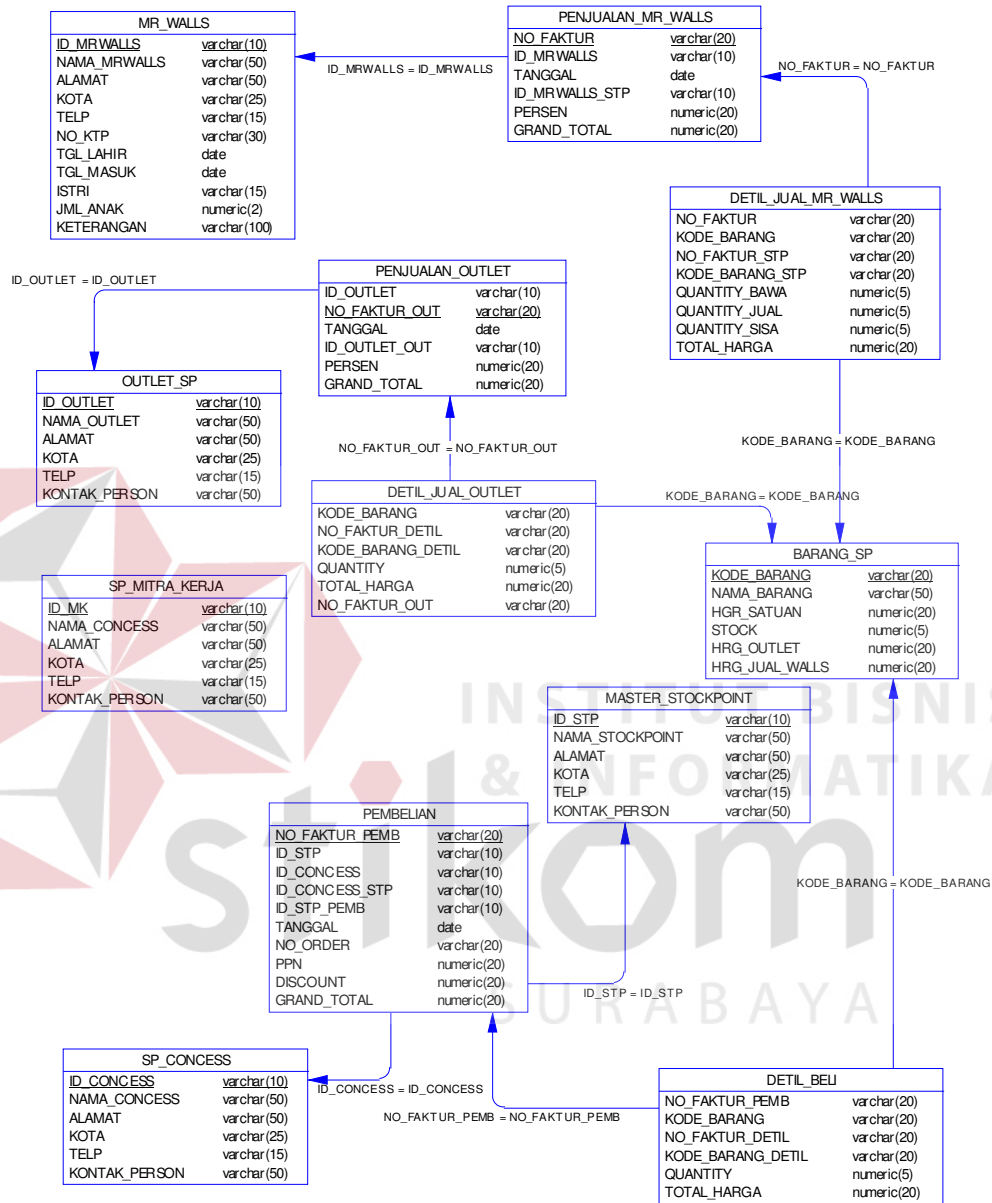 MR_WALLS
ID_MRWALLS varchar(10)
NAMA_MRWALLS varchar(50)
ALAMAT varchar(50)
KOTA varchar(25)
TELP varchar(15)
NO_KTP varchar(30)
TGL_LAHIR date
TGL_MASUK date
ISTRI varchar(15)
JML_ANAK numeric(2)
KETERANGAN varchar(100)
ID_MRWALLS = ID_MRWALLS
PENJUALAN_MR_WALLS
NO_FAKTUR varchar(20)
ID_MRWALLS varchar(10)
TANGGAL date
ID_MRWALLS_STP varchar(10)
PERSEN numeric(20)
GRAND_TOTAL numeric(20)
NO_FAKTUR = NO_FAKTUR
DETIL_JUAL_MR_WALLS
NO_FAKTUR varchar(20)
KODE_BARANG varchar(20)
NO_FAKTUR_STP varchar(20)
KODE_BARANG_STP varchar(20)
QUANTITY_BAWA numeric(5)
QUANTITY_JUAL numeric(5)
QUANTITY_SISA numeric(5)
TOTAL_HARGA numeric(20)
ID_OUTLET = ID_OUTLET
PENJUALAN_OUTLET
ID_OUTLET varchar(10)
NO_FAKTUR_OUT varchar(20)
TANGGAL date
ID_OUTLET_OUT varchar(10)
PERSEN numeric(20)
GRAND_TOTAL numeric(20)
OUTLET_SP
ID_OUTLET varchar(10)
NAMA_OUTLET varchar(50)
ALAMAT varchar(50)
KOTA varchar(25)
TELP varchar(15)
KONTAK_PERSON varchar(50)
NO_FAKTUR_OUT = NO_FAKTUR_OUT
KODE_BARANG = KODE_BARANG
DETIL_JUAL_OUTLET
KODE_BARANG varchar(20)
NO_FAKTUR_DETIL varchar(20)
KODE_BARANG_DETIL varchar(20)
QUANTITY numeric(5)
TOTAL_HARGA numeric(20)
NO_FAKTUR_OUT varchar(20)
KODE_BARANG = KODE_BARANG
BARANG_SP
KODE_BARANG varchar(20)
NAMA_BARANG varchar(50)
HGR_SATUAN numeric(20)
STOCK numeric(5)
HRG_OUTLET numeric(20)
HRG_JUAL_WALLS numeric(20)
SP_MITRA_KERJA
ID_MK varchar(10)
NAMA_CONCESS varchar(50)
ALAMAT varchar(50)
KOTA varchar(25)
TELP varchar(15)
KONTAK_PERSON varchar(50)
INSTITUT BISNIS
& INFORMATIKA
stikom
SURABAYA
MASTER_STOCKPOINT
ID_STP varchar(10)
NAMA_STOCKPOINT varchar(50)
ALAMAT varchar(50)
KOTA varchar(25)
TELP varchar(15)
KONTAK_PERSON varchar(50)
PEMBELIAN
NO_FAKTUR_PEMB varchar(20)
ID_STP varchar(10)
ID_CONCESS varchar(10)
ID_CONCESS_STP varchar(10)
ID_STP_PEMB varchar(10)
TANGGAL date
NO_ORDER varchar(20)
PPN numeric(20)
DISCOUNT numeric(20)
GRAND_TOTAL numeric(20)
KODE_BARANG = KODE_BARANG
ID_STP = ID_STP
SP_CONCESS
ID_CONCESS varchar(10)
NAMA_CONCESS varchar(50)
ALAMAT varchar(50)
KOTA varchar(25)
TELP varchar(15)
KONTAK_PERSON varchar(50)
ID_CONCESS = ID_CONCESS
NO_FAKTUR_PEMB = NO_FAKTUR_PEMB
DETIL_BELI
NO_FAKTUR_PEMB varchar(20)
KODE_BARANG varchar(20)
NO_FAKTUR_DETIL varchar(20)
KODE_BARANG_DETIL varchar(20)
QUANTITY numeric(5)
TOTAL_HARGA numeric(20)